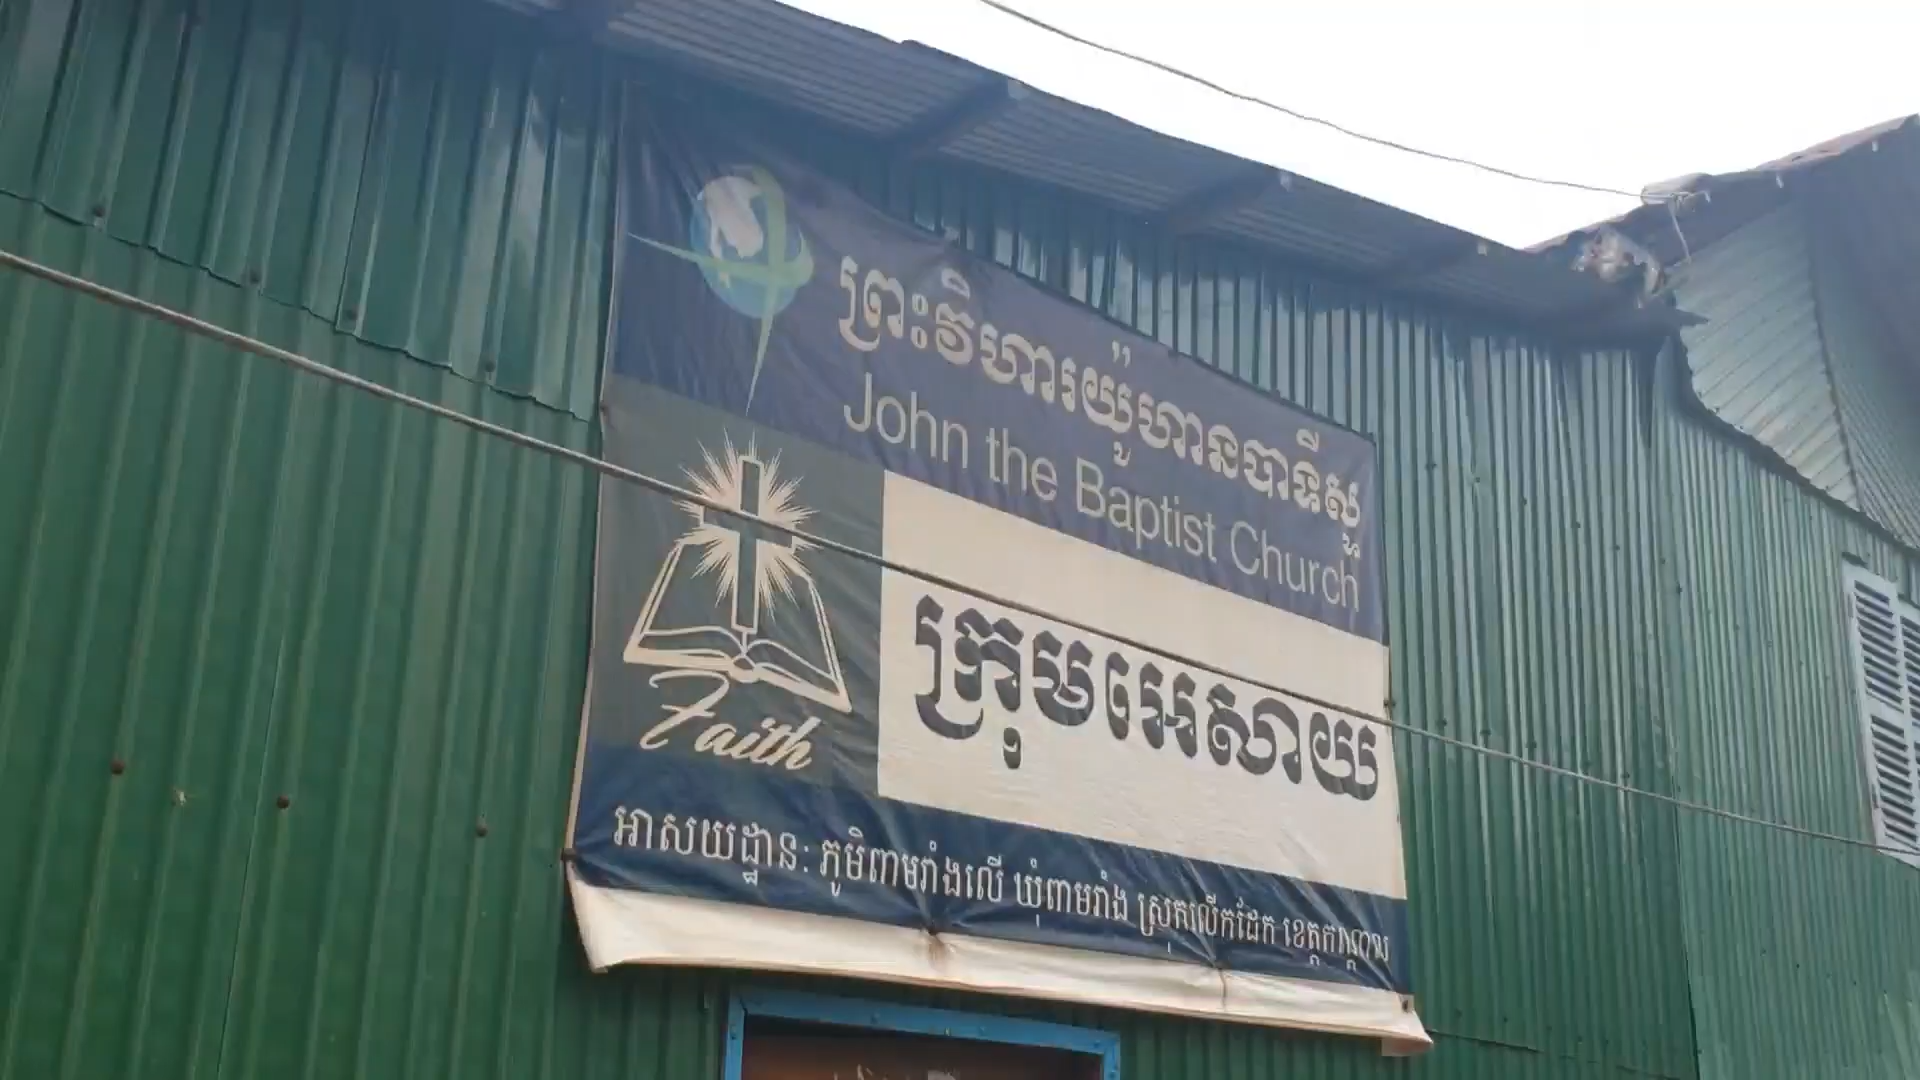 ព្រះវិហារយ៉ូហានបាទីស្ទ
John the Baptist Church
ក្រុមអេសាយ
Faith
អាសយដ្ឋាន: ភូមិពាមរាំងលើ ឃុំពាមរាំង ស្រុកលើកដែក ខេត្តកណ្តាល